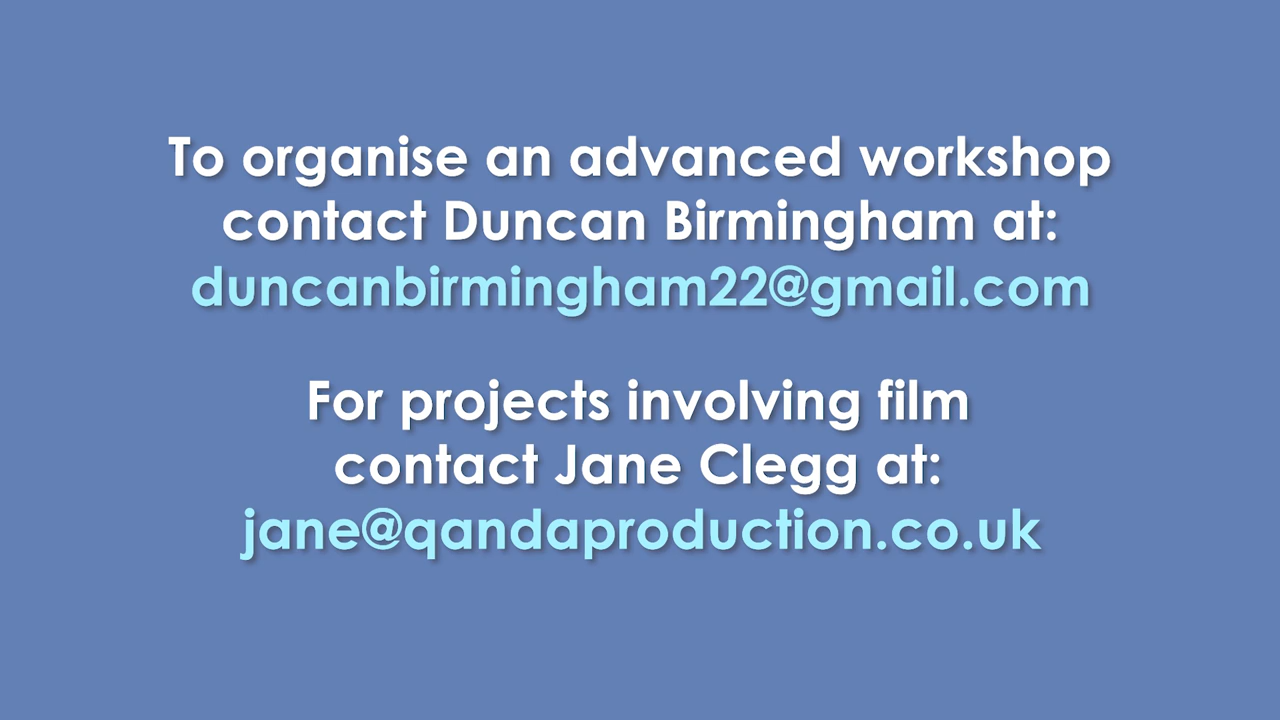 To organise an advanced workshop
contact Duncan Birmingham at:
duncanbirmingham22@gmail.com
For projects involving film
contact Jane Clegg at:
jane@qandaproduction.co.uk